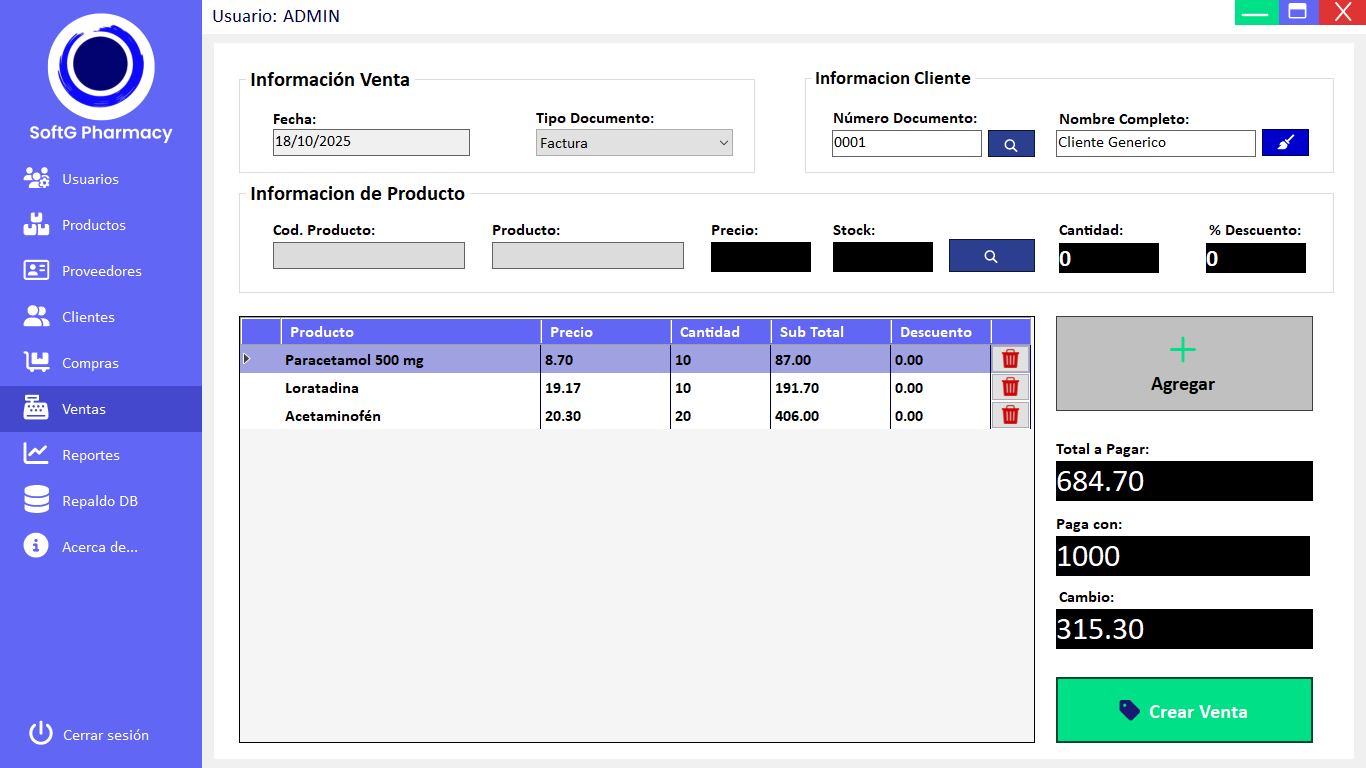 Usuario: ADMIN
SoftG Pharmacy
Usuarios
Productos
Proveedores
Clientes
Compras
Ventas
Reportes
Repaldo DB
Acerca de...
Cerrar sesión
Información Venta
Fecha:
18/10/2025
Tipo Documento:
Factura
Informacion Cliente
Número Documento:
0001
Nombre Completo:
Cliente Generico
Informacion de Producto
Cod. Producto:
Producto:
Precio:
Stock:
Cantidad:
0
% Descuento:
0
Producto Precio Cantidad Sub Total Descuento
Paracetamol 500 mg 8.70 10 87.00 0.00
Loratadina 19.17 10 191.70 0.00
Acetaminofén 20.30 20 406.00 0.00
Agregar
Total a Pagar:
684.70
Paga con:
1000
Cambio:
315.30
Crear Venta